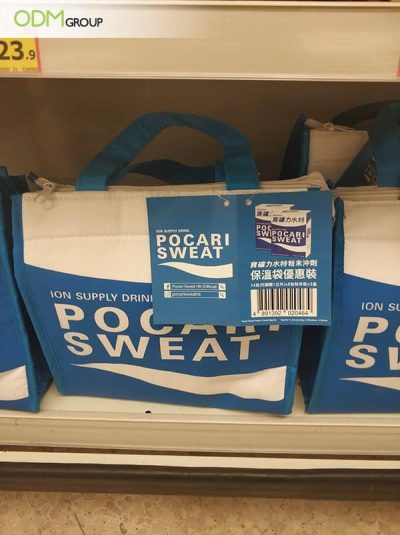 ODMGROUP
23.9
ION SUPPLY DRINK
POCARI
SWEAT
Pocari Sweat HK (Official)
pocarisweathk
寶礦力水特
POCARI
SWEAT
寶礦力水特粉末沖劑
保溫袋優惠裝
4 891392 020464
ION SUPPLY DRINK
POCARI
SWEAT
ION SUPPLY
PO
SW